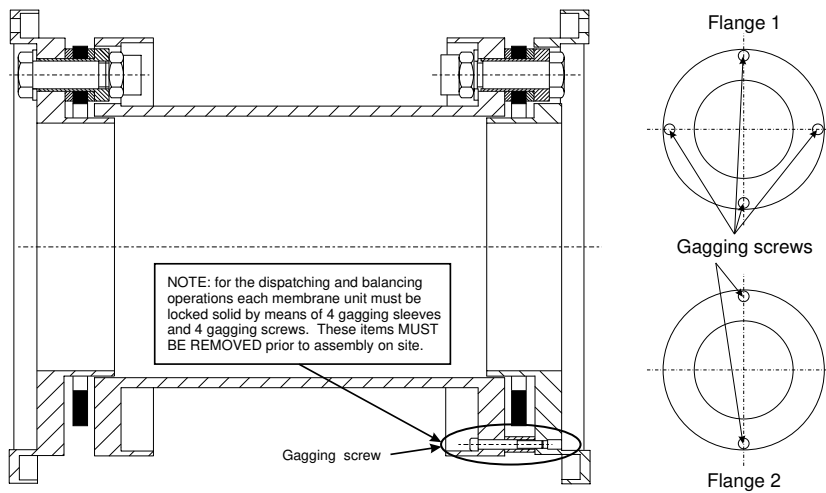 Flange 1
Gagging screws
NOTE: for the dispatching and balancing
operations each membrane unit must be
locked solid by means of 4 gagging sleeves
and 4 gagging screws. These items MUST
BE REMOVED prior to assembly on site.
Gagging screw
Flange 2